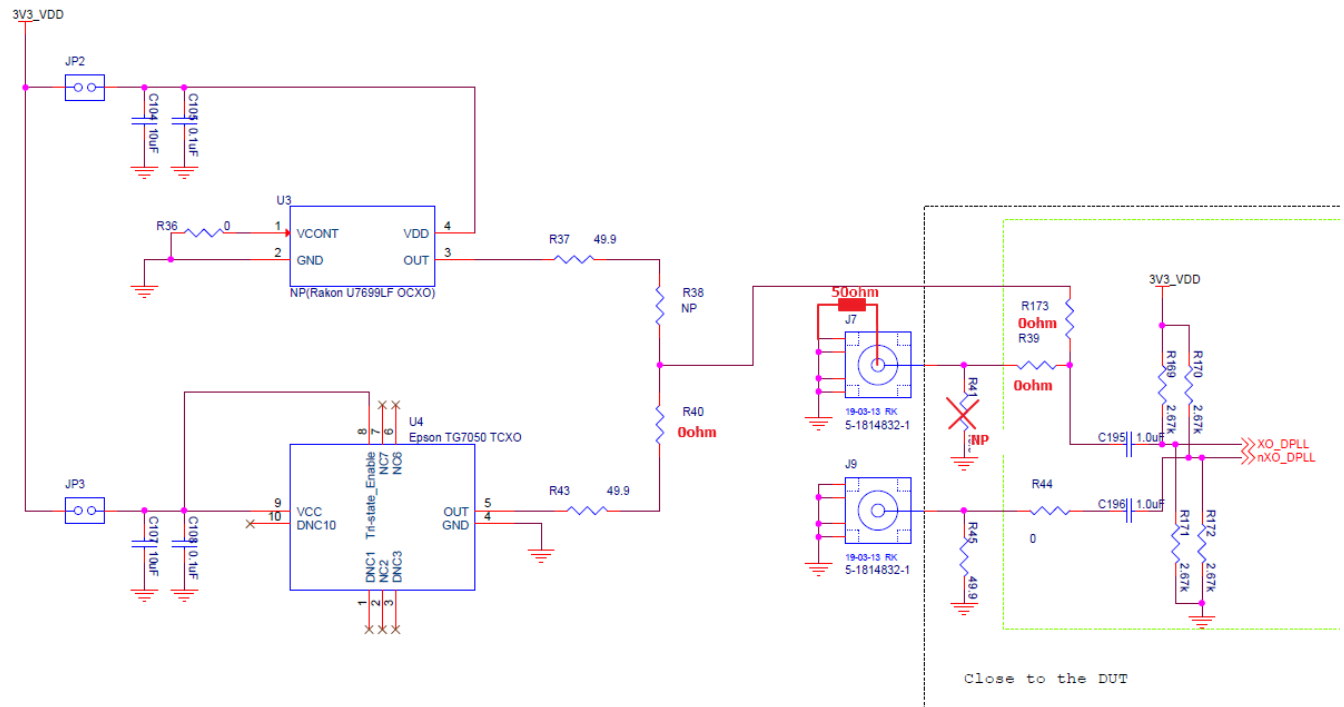 3V3_VDD
JP2
C104 10uF
C105 0.1uF
U3
R36 0
1 VCONT
VDD 4
2 GND
OUT 3
NP(Rakon U7699LF OCXO)
R37 49.9
R38
NP
R40
0ohm
50ohm
J7
19-03-13 RK
5-1814832-1
R41
NP
R173
0ohm
R39
0ohm
3V3_VDD
R169 2.67k
R170 2.67k
C195 1.0uF
XO_DPLL
nXO_DPLL
C196 1.0uF
R171 2.67k
R172 2.67k
U4
Epson TG7050 TCXO
8 Tri-state_Enable
7 NC7
6 NC6
JP3
9 VCC
10 DNC10
OUT 5
GND 4
DNC1 1
NC2 2
DNC3 3
C107 10uF
C108 0.1uF
R43 49.9
J9
19-03-13 RK
5-1814832-1
R44
0
R45 49.9
Close to the DUT